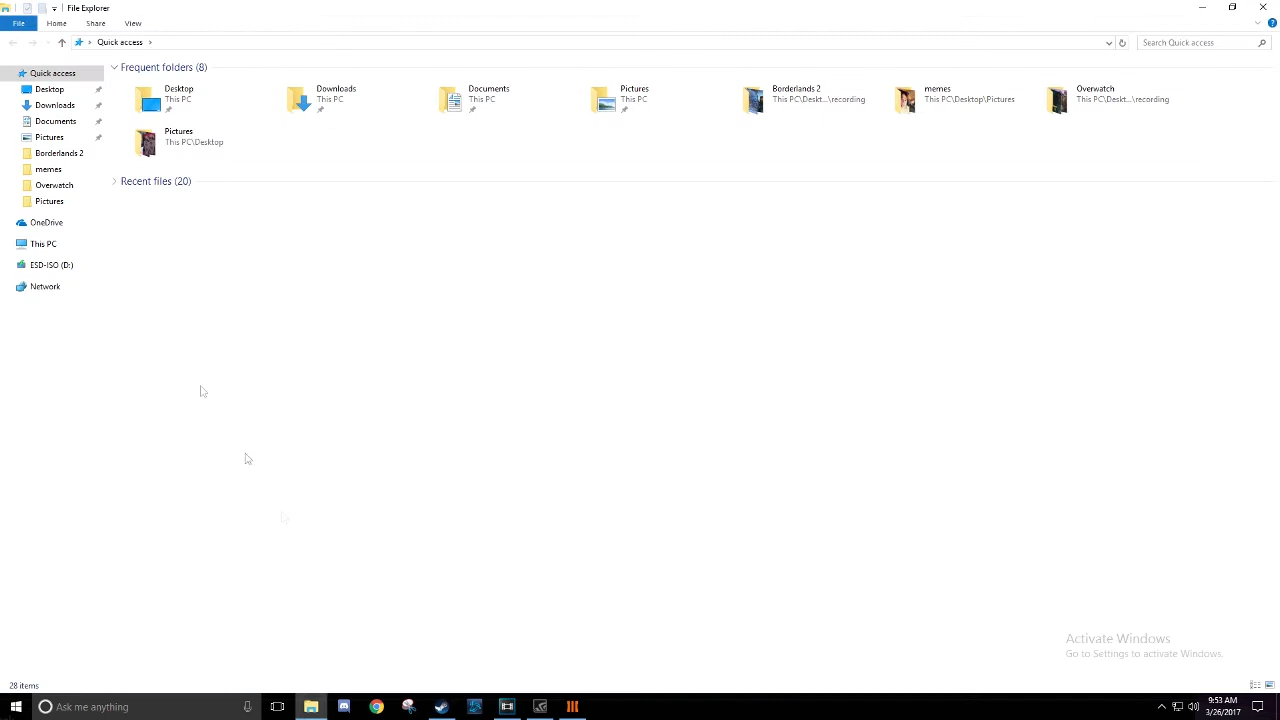 File Explorer
File Home Share View
Quick access
Search Quick access
Quick access
Desktop
Downloads
Documents
Pictures
Borderlands 2
memes
Overwatch
Pictures
OneDrive
This PC
ESD-ISO (D:)
Network
Frequent folders (8)
Desktop
This PC
Downloads
This PC
Documents
This PC
Pictures
This PC
Borderlands 2
This PC\Deskt...\recording
memes
This PC\Desktop\Pictures
Overwatch
This PC\Deskt...\recording
Pictures
This PC\Desktop
Recent files (20)
Activate Windows
Go to Settings to activate Windows.
28 items
Ask me anything
9:53 AM
3/26/2017